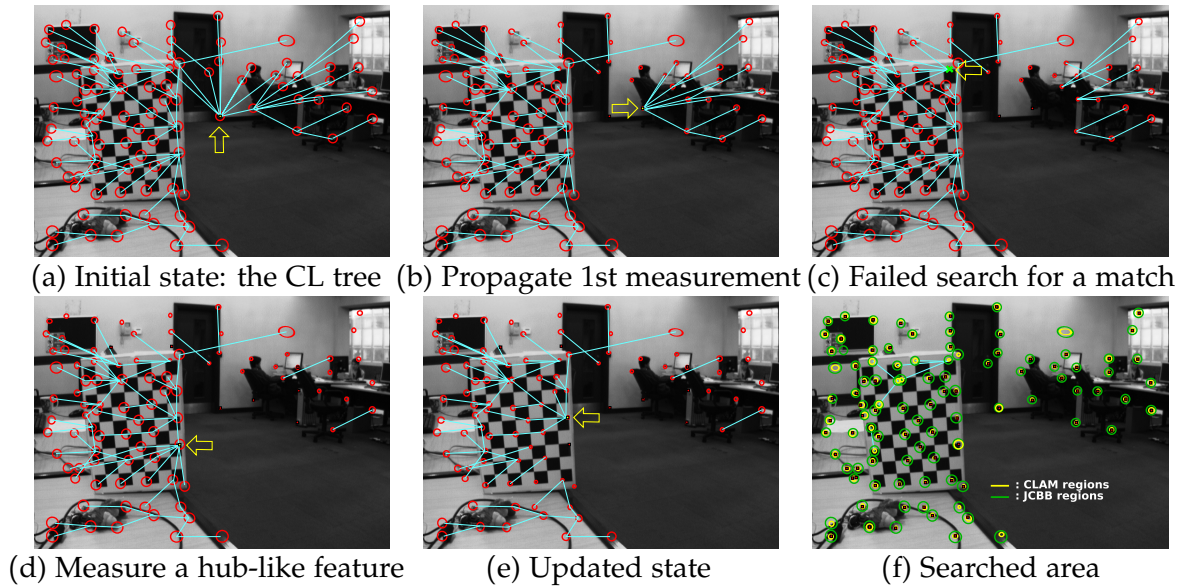 (a) Initial state: the CL tree
(b) Propagate 1st measurement
(c) Failed search for a match
: CLAM regions
: JCBB regions
(d) Measure a hub-like feature
(e) Updated state
(f) Searched area